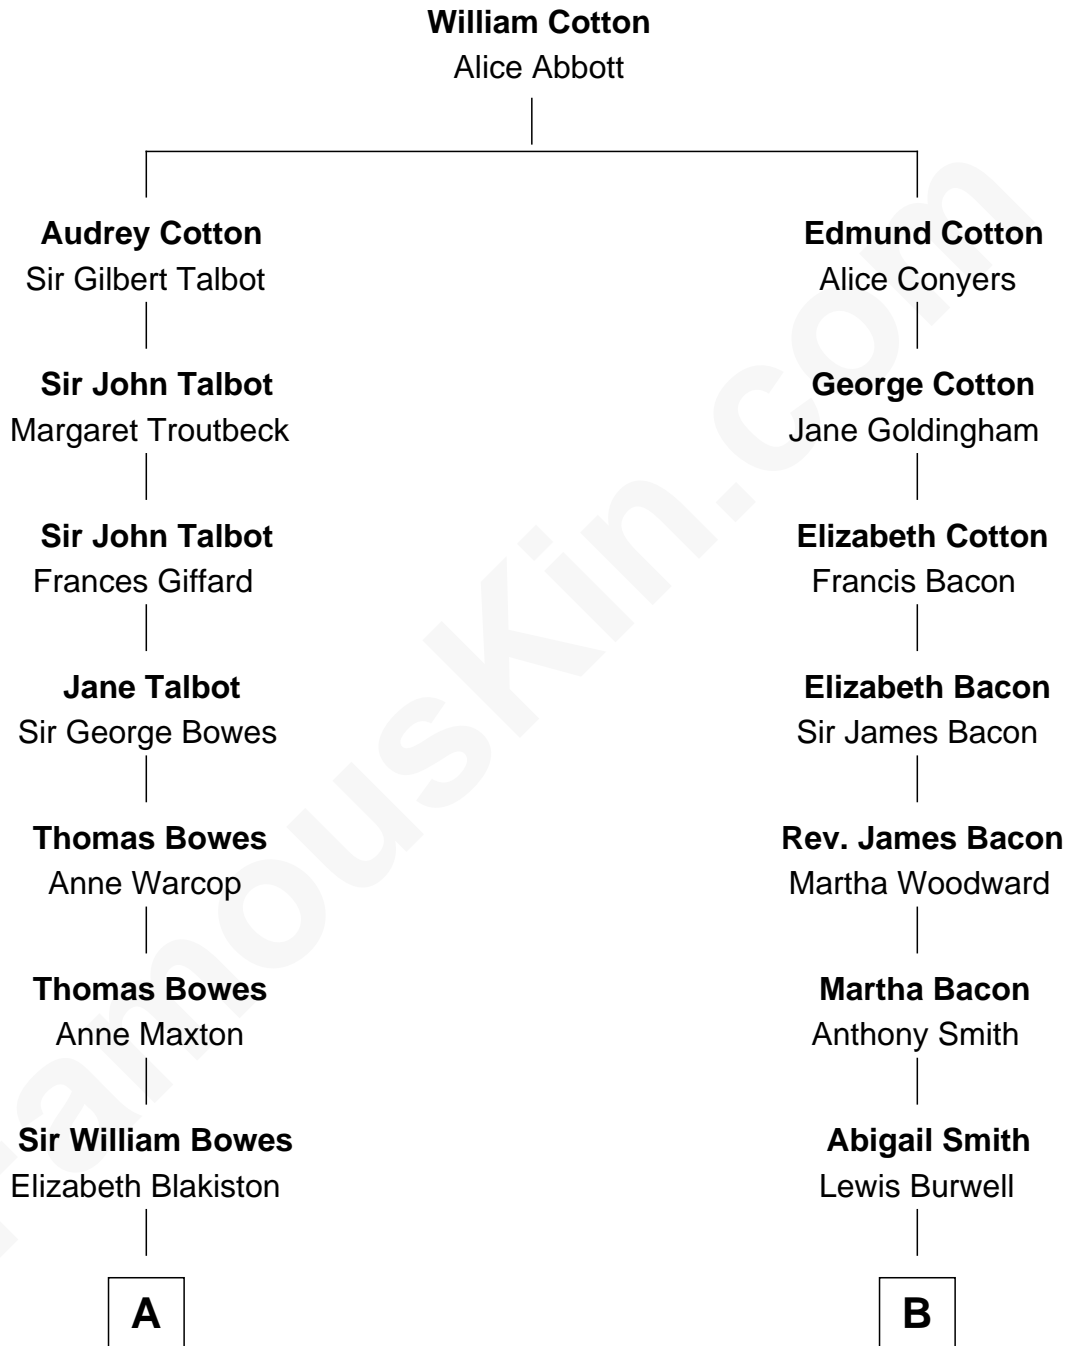 William Cotton
Alice Abbott
Audrey Cotton
Sir Gilbert Talbot
Edmund Cotton
Alice Conyers
Sir John Talbot
Margaret Troutbeck
George Cotton
Jane Goldingham
Sir John Talbot
Frances Giffard
Elizabeth Cotton
Francis Bacon
Jane Talbot
Sir George Bowes
Elizabeth Bacon
Sir James Bacon
Thomas Bowes
Anne Warcop
Rev. James Bacon
Martha Woodward
Thomas Bowes
Anne Maxton
Martha Bacon
Anthony Smith
Sir William Bowes
Elizabeth Blakiston
Abigail Smith
Lewis Burwell
A
B
FamousKin.com